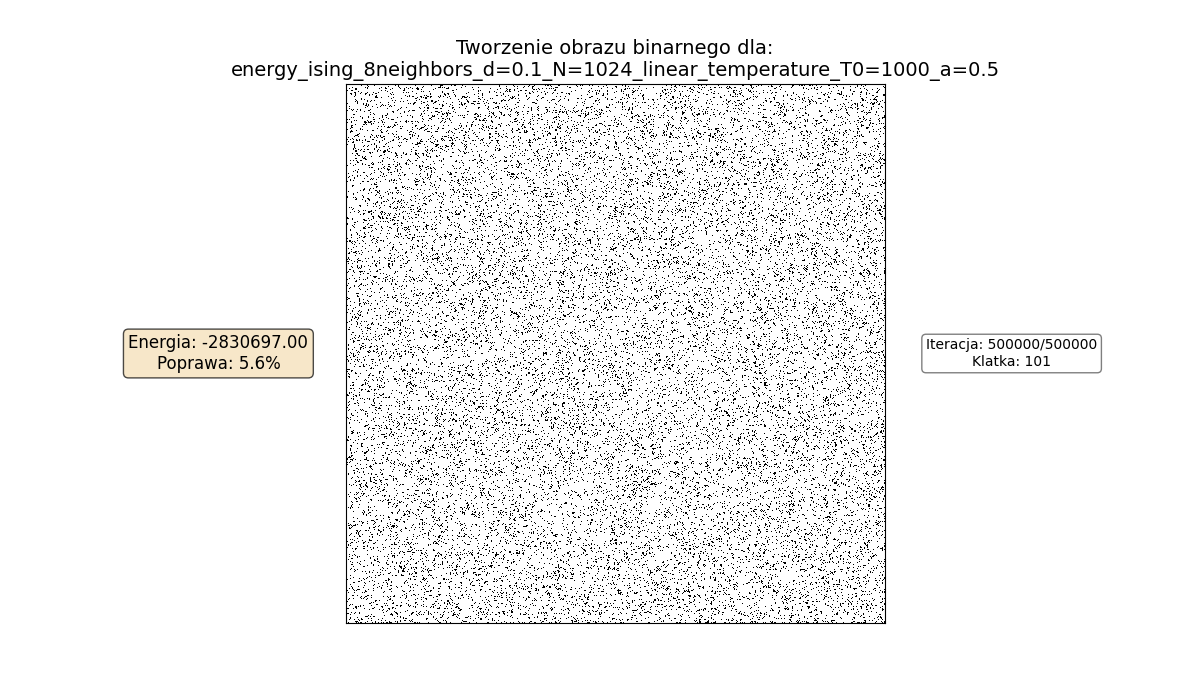 Tworzenie obrazu binarnego dla:
energy_ising_8neighbors_d=0.1_N=1024_linear_temperature_T0=1000_a=0.5
Energia: -2830697.00
Poprawa: 5.6%
Iteracja: 500000/500000
Klatka: 101